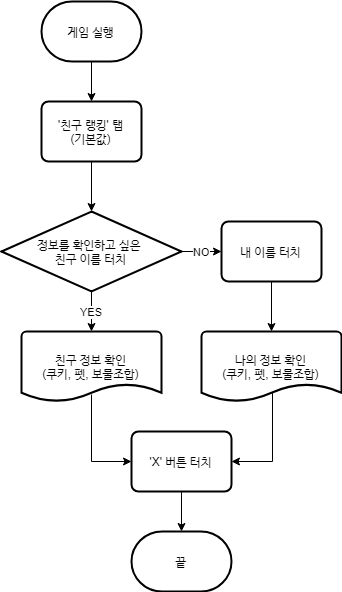 게임 실행
'친구 랭킹' 탭
(기본값)
정보를 확인하고 싶은
친구 이름 터치
NO
내 이름 터치
YES
친구 정보 확인
(쿠키, 펫, 보물조합)
나의 정보 확인
(쿠키, 펫, 보물조합)
'X' 버튼 터치
끝